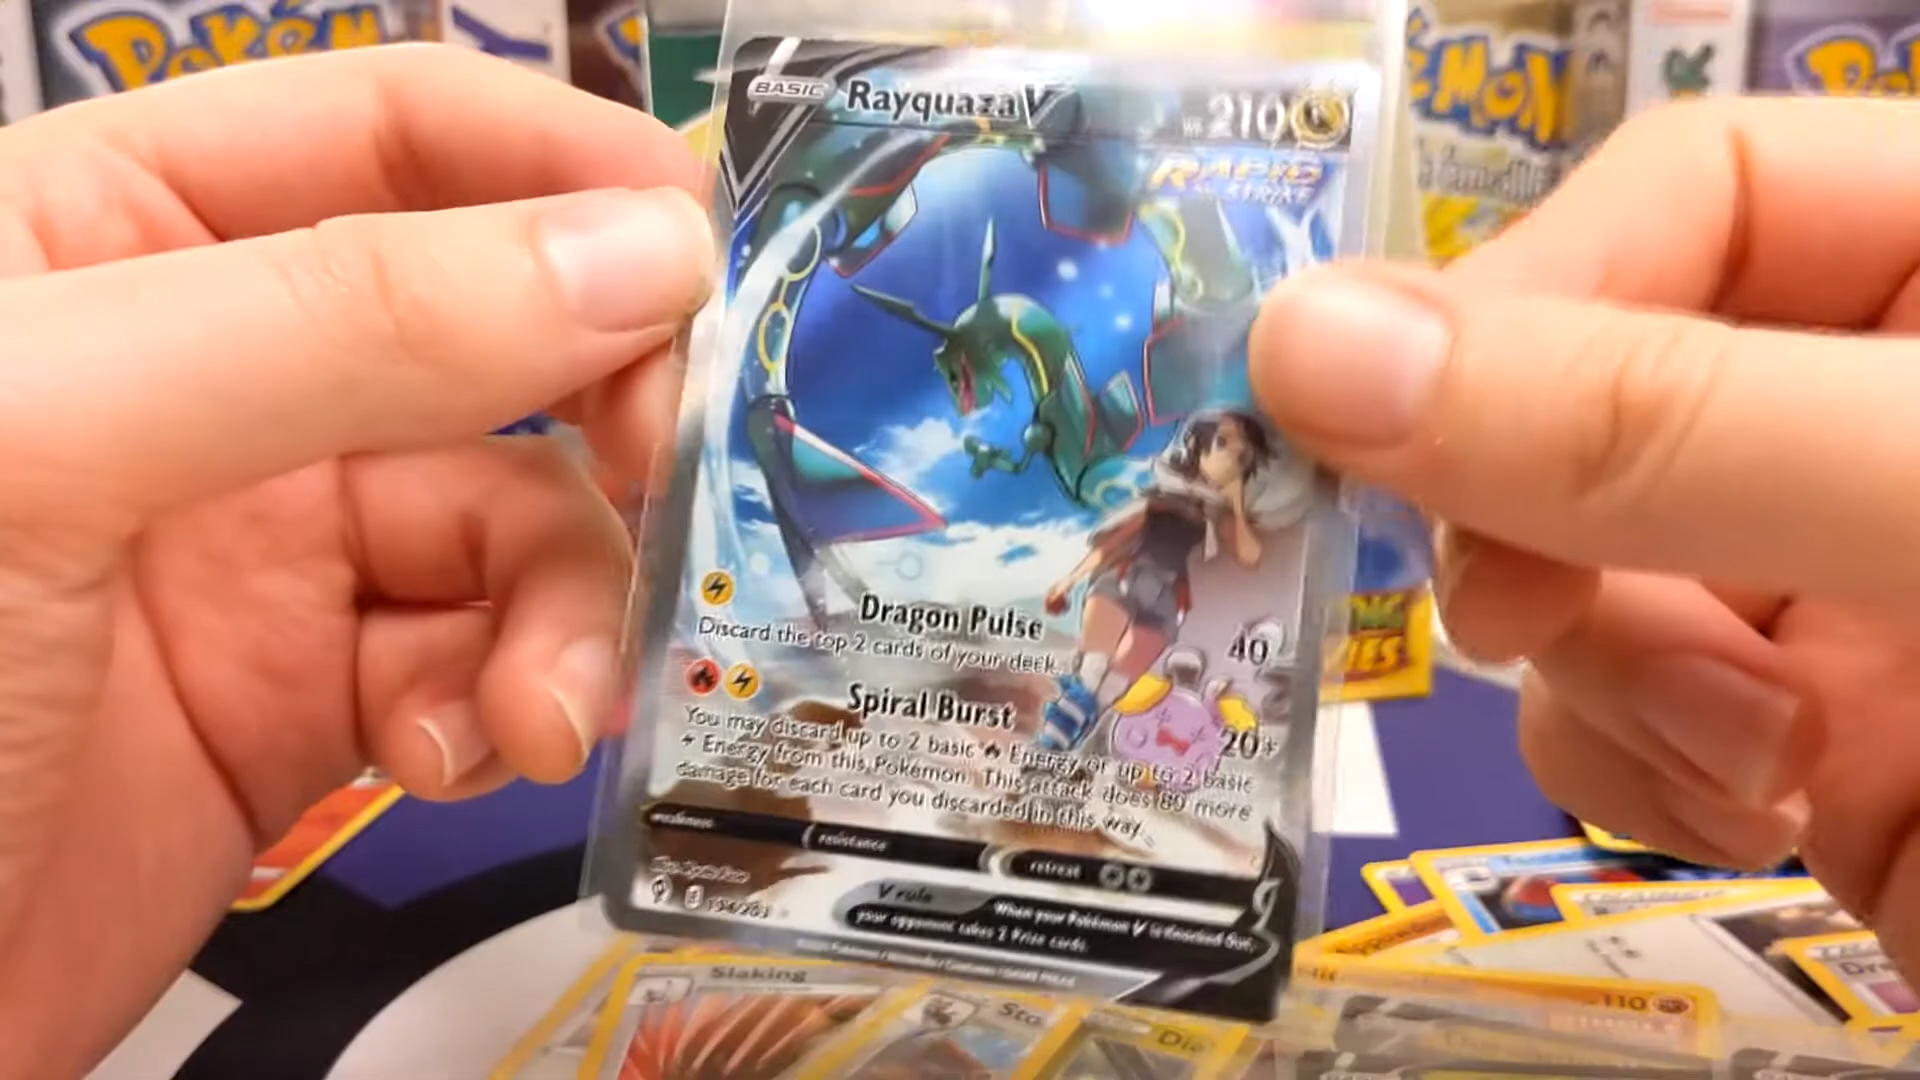 Pokémon
BASIC Rayquaza V 210
RAPID
STRIKE
Dragon Pulse 40
Discard the top 2 cards of your deck.
Spiral Burst 20+
You may discard up to 2 basic Energy or up to 2 basic
Energy from this Pokémon. This attack does 80 more
damage for each card you discarded in this way.
weakness resistance retreat
V rule When your Pokémon V is Knocked Out,
your opponent takes 2 Prize cards.
194/203
Slaking
110